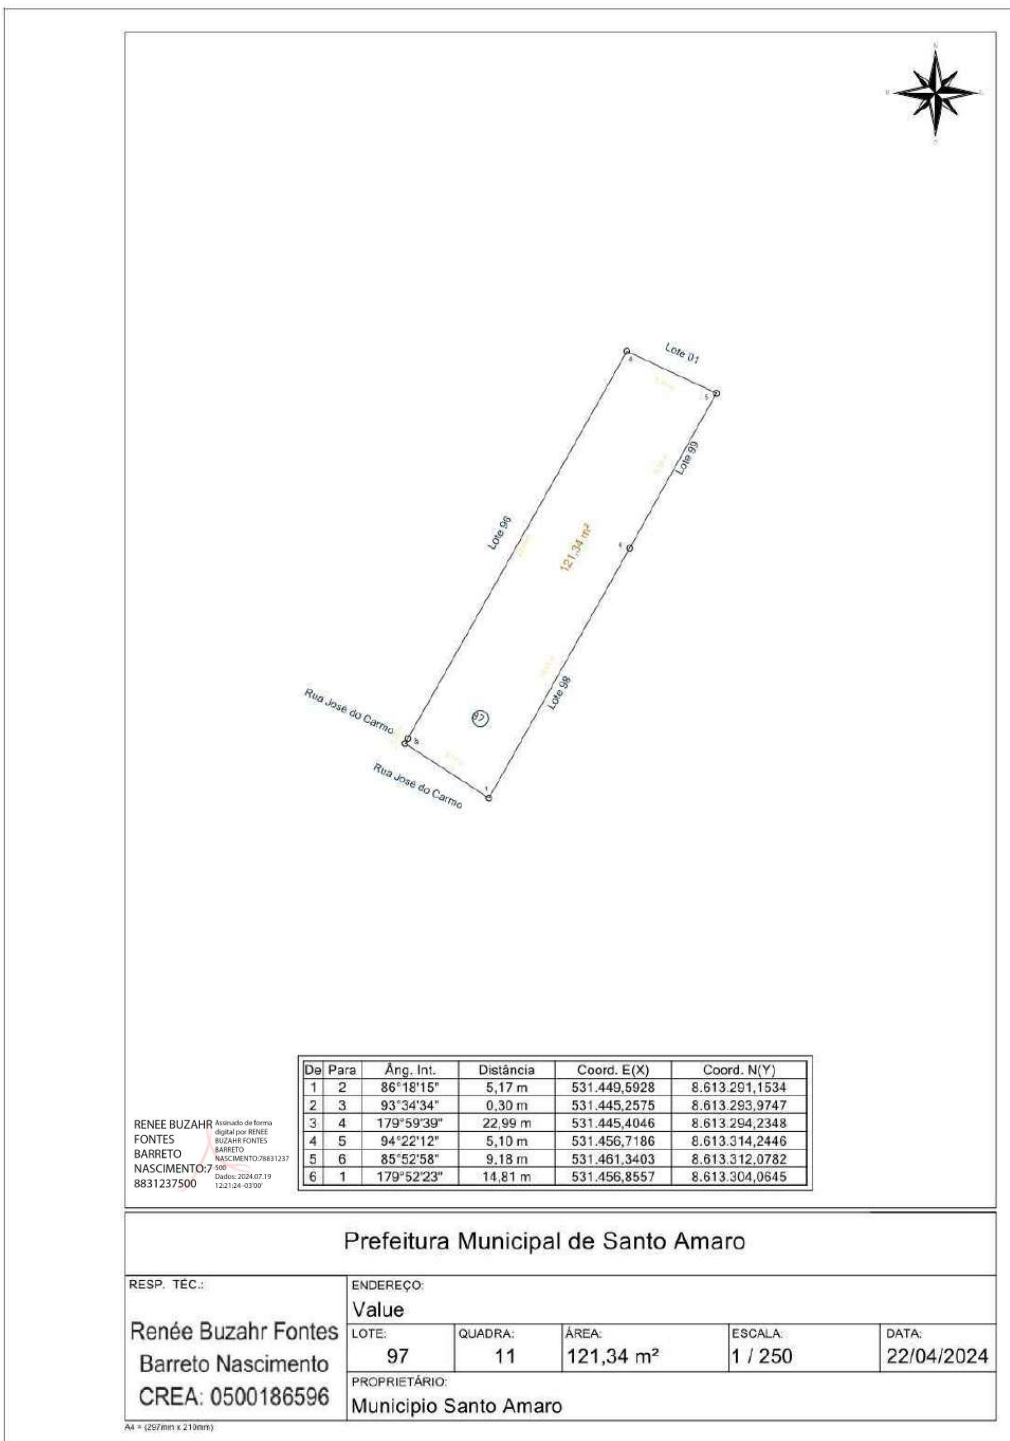 N
Lote 01
5
Lote 99
Lote 96
121,34 m²
6
Lote 98
97
Rua José do Carmo
Rua José do Carmo
1
De Para Âng. Int. Distância Coord. E(X) Coord. N(Y)
1 2 86°18'15" 5,17 m 531.449,5928 8.613.291,1534
2 3 93°34'34" 0,30 m 531.445,2575 8.613.293,9747
3 4 179°59'39" 22,99 m 531.445,4046 8.613.294,2348
4 5 94°22'12" 5,10 m 531.456,7186 8.613.314,2446
5 6 85°52'58" 9,18 m 531.461,3403 8.613.312,0782
6 1 179°52'23" 14,81 m 531.456,8557 8.613.304,0645
RENEE BUZAHR
FONTES
BARRETO
NASCIMENTO:7
8831237500
Assinado de forma
digital por RENEE
BUZAHR FONTES
BARRETO
NASCIMENTO:78831237
500
Dados: 2024.07.19
12:21:24 -03'00'
Prefeitura Municipal de Santo Amaro
RESP. TÉC.:
Renée Buzahr Fontes
Barreto Nascimento
CREA: 0500186596
ENDEREÇO:
Value
LOTE: QUADRA: ÁREA: ESCALA: DATA:
97 11 121,34 m² 1 / 250 22/04/2024
PROPRIETÁRIO:
Municipio Santo Amaro
A4 = (297mm x 210mm)